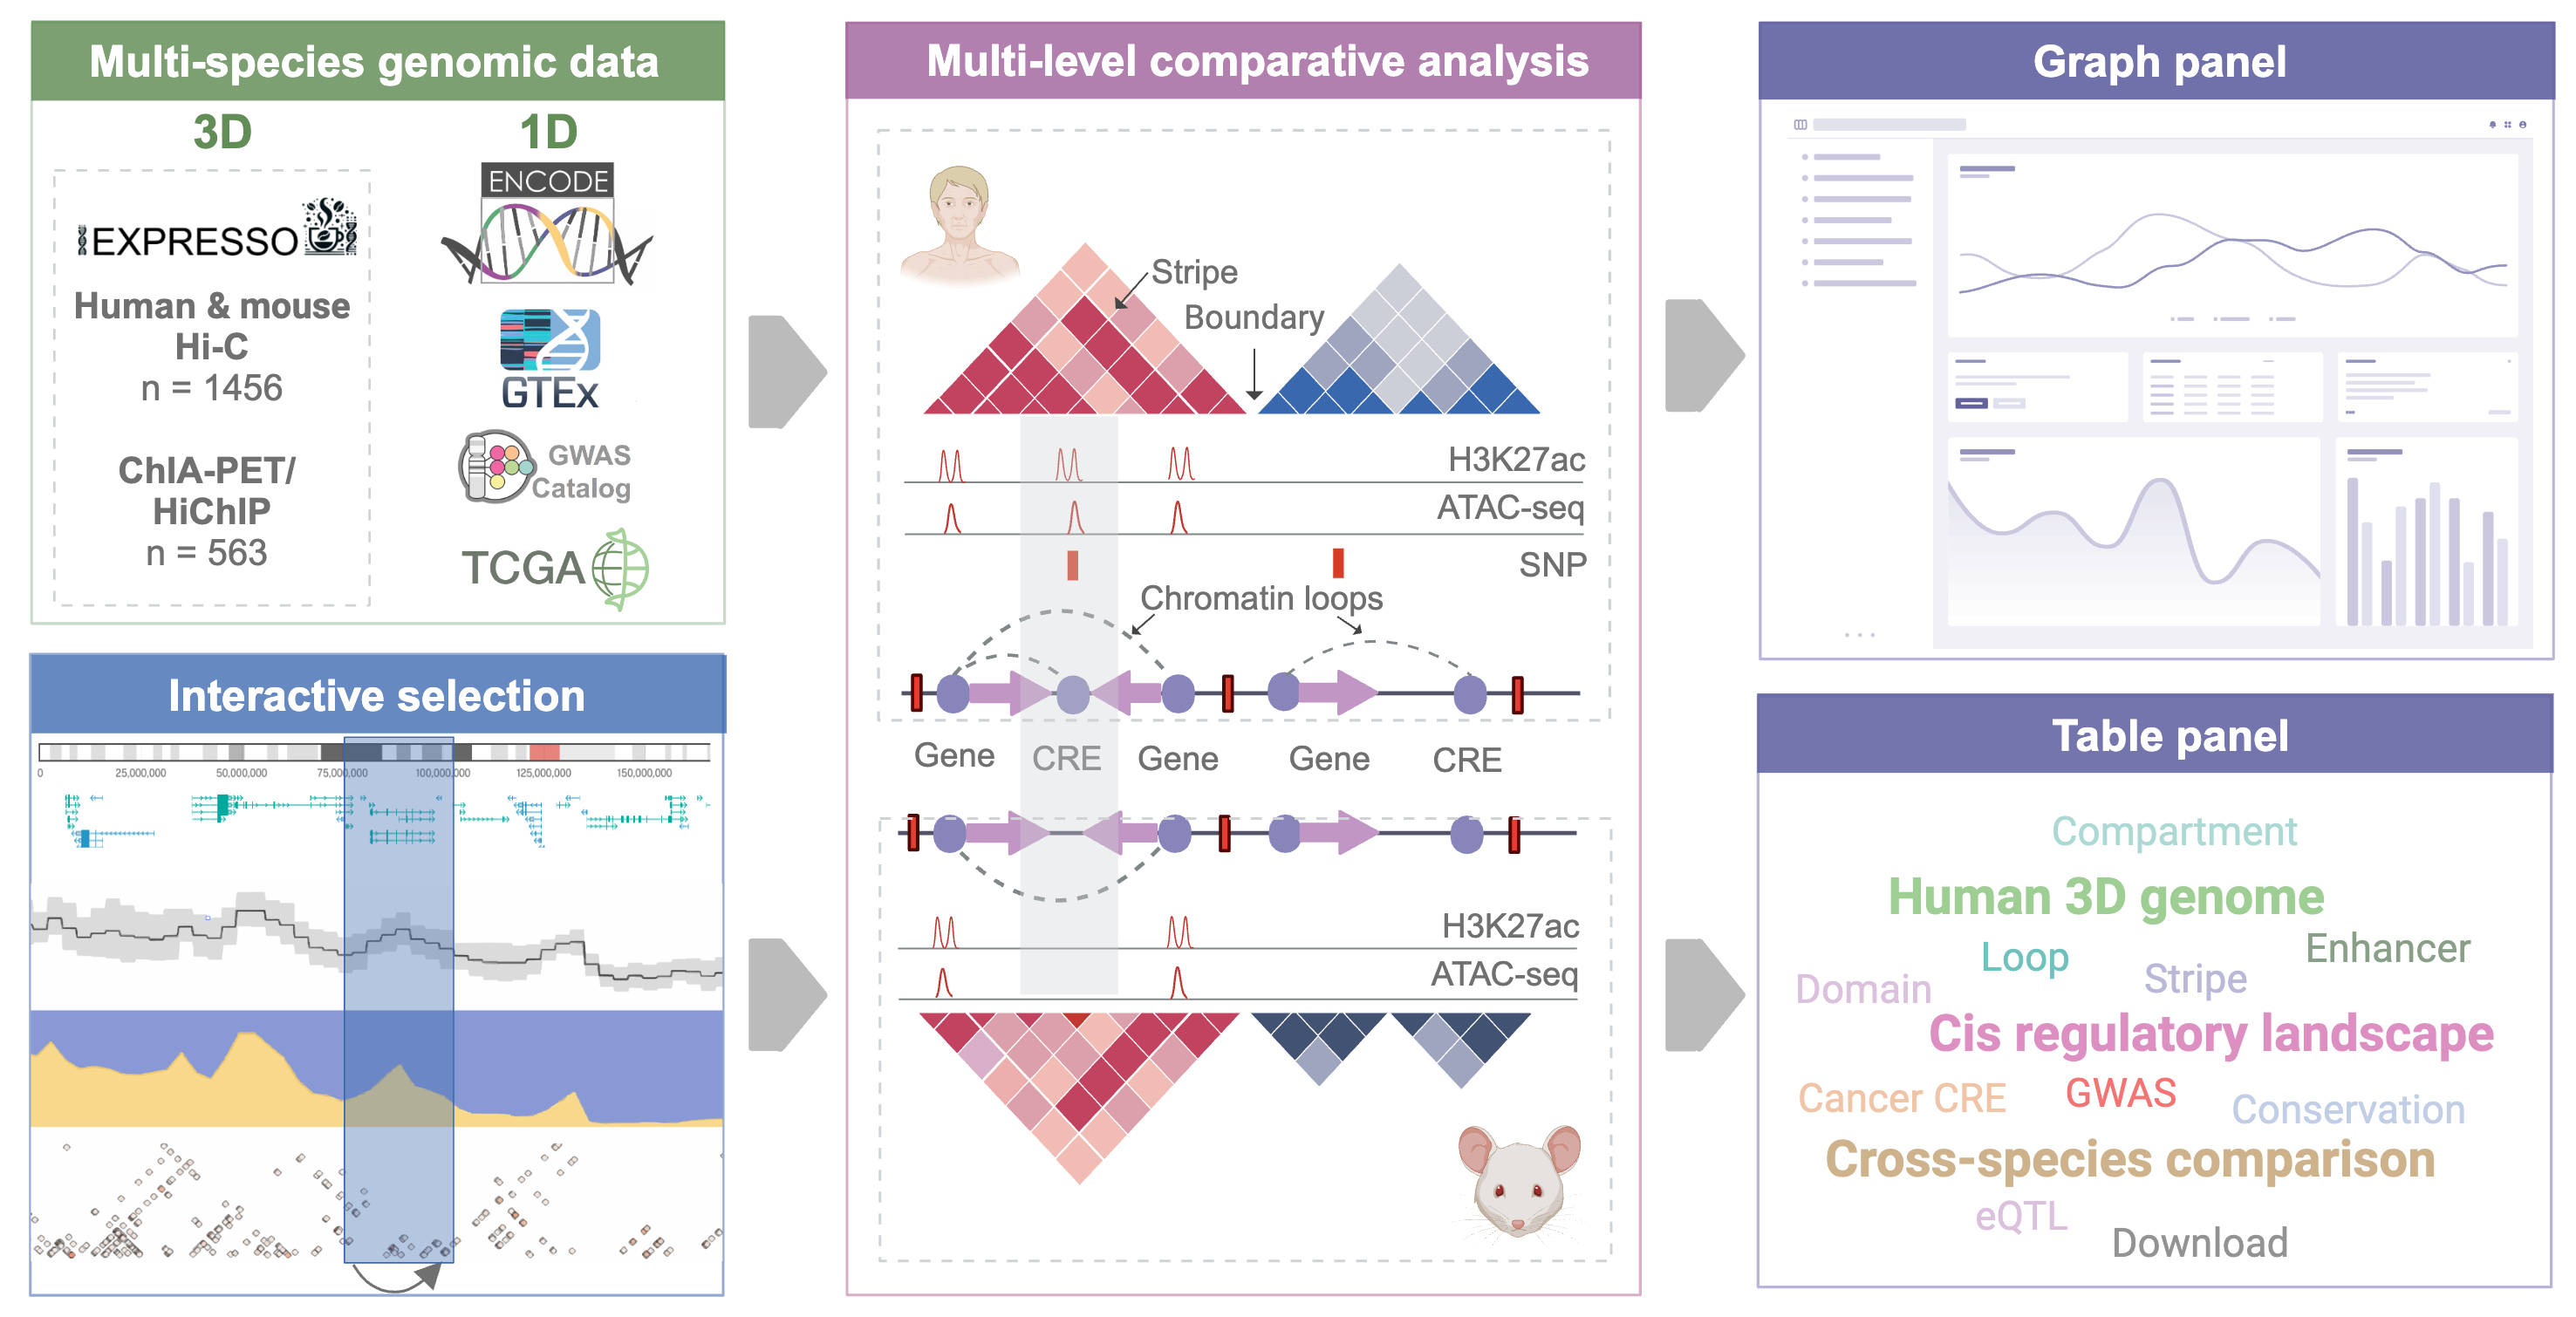 Multi-species genomic data
3D
1D
EXPRESSO
Human & mouse
Hi-C
n = 1456
ChIA-PET/
HiChIP
n = 563
ENCODE
GTEx
GWAS
Catalog
TCGA
Interactive selection
0
25,000,000
50,000,000
75,000,000
100,000,000
125,000,000
150,000,000
Multi-level comparative analysis
Stripe
Boundary
H3K27ac
ATAC-seq
SNP
Chromatin loops
Gene
CRE
Gene
Gene
CRE
H3K27ac
ATAC-seq
Graph panel
Table panel
Compartment
Human 3D genome
Loop
Enhancer
Domain
Stripe
Cis regulatory landscape
Cancer CRE
GWAS
Conservation
Cross-species comparison
eQTL
Download